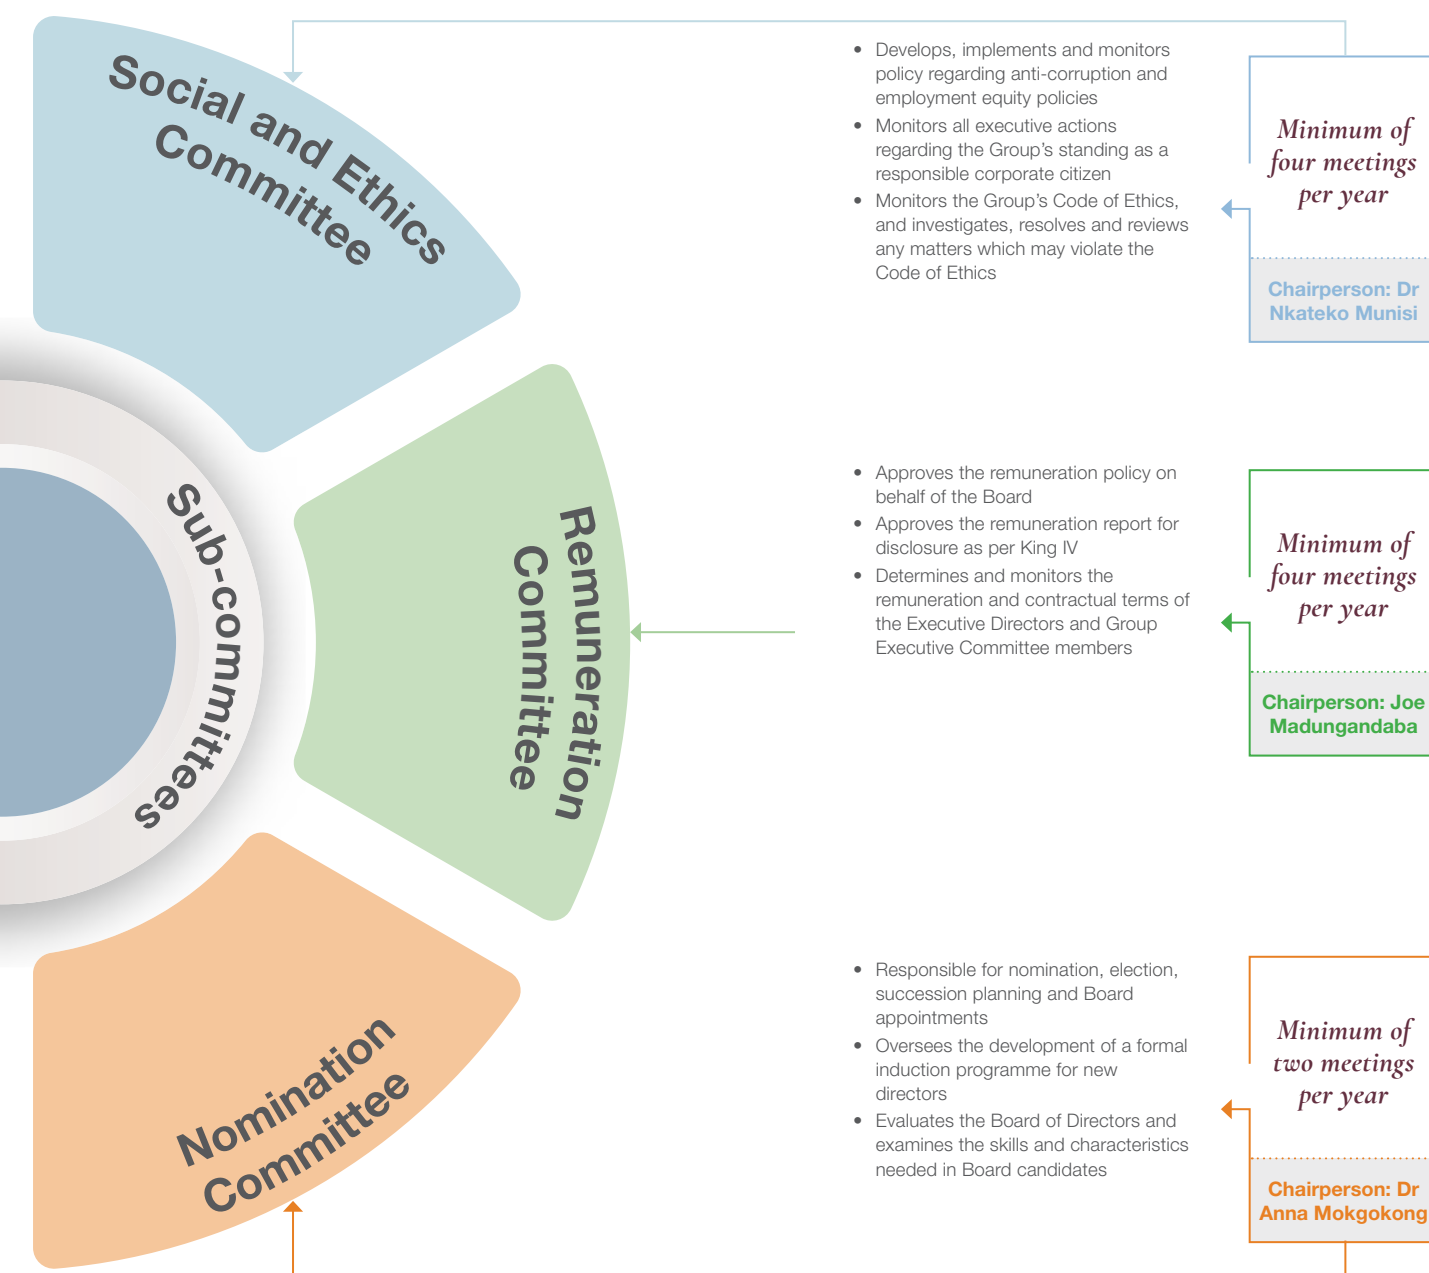 Social and Ethics
Committee
• Develops, implements and monitors
policy regarding anti-corruption and
employment equity policies
• Monitors all executive actions
regarding the Group’s standing as a
responsible corporate citizen
• Monitors the Group’s Code of Ethics,
and investigates, resolves and reviews
any matters which may violate the
Code of Ethics
Minimum of
four meetings
per year
Chairperson: Dr
Nkateko Munisi
Sub-committees
Remuneration
Committee
• Approves the remuneration policy on
behalf of the Board
• Approves the remuneration report for
disclosure as per King IV
• Determines and monitors the
remuneration and contractual terms of
the Executive Directors and Group
Executive Committee members
Minimum of
four meetings
per year
Chairperson: Joe
Madungandaba
Nomination
Committee
• Responsible for nomination, election,
succession planning and Board
appointments
• Oversees the development of a formal
induction programme for new
directors
• Evaluates the Board of Directors and
examines the skills and characteristics
needed in Board candidates
Minimum of
two meetings
per year
Chairperson: Dr
Anna Mokgokong